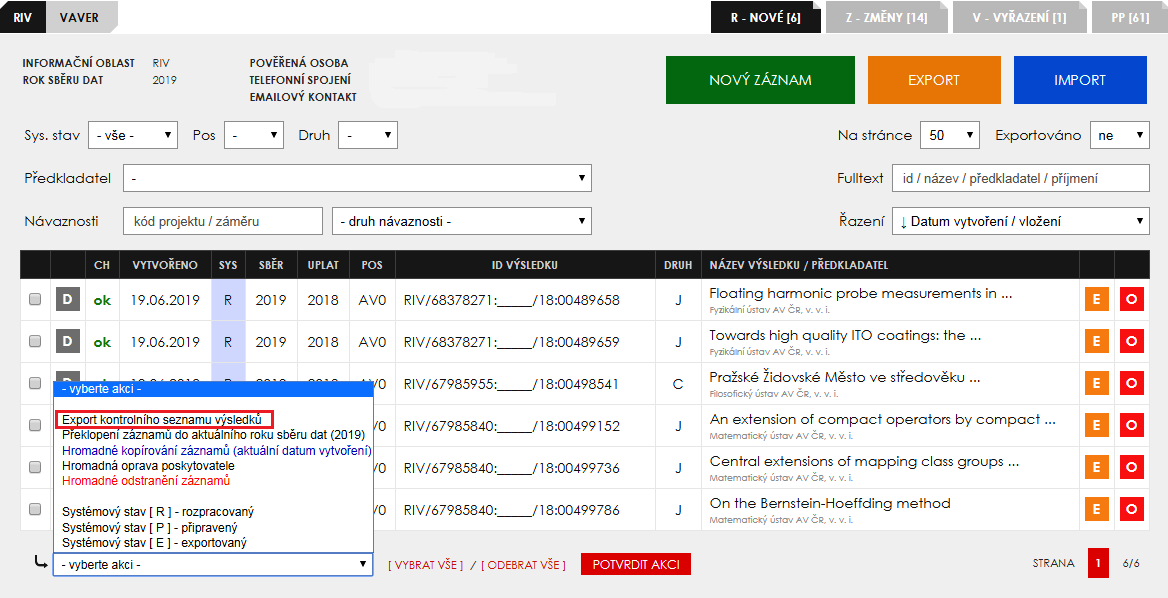 RIV VAVER R - NOVÉ [6] Z - ZMĚNY [14] V - VYŘAZENÍ [1] PP [61]
INFORMAČNÍ OBLAST RIV POVĚŘENÁ OSOBA
ROK SBĚRU DAT 2019 TELEFONNÍ SPOJENÍ
EMAILOVÝ KONTAKT
NOVÝ ZÁZNAM EXPORT IMPORT
Sys. stav - vše - Pos - Druh - Na stránce 50 Exportováno ne
Předkladatel - Fulltext id / název / předkladatel / příjmení
Návaznosti kód projektu / záměru - druh návaznosti - Řazení ↓ Datum vytvoření / vložení
CH VYTVOŘENO SYS SBĚR UPLAT POS ID VÝSLEDKU DRUH NÁZEV VÝSLEDKU / PŘEDKLADATEL
D ok 19.06.2019 R 2019 2018 AV0 RIV/68378271:_____/18:00489658 J Floating harmonic probe measurements in ... E O
Fyzikální ústav AV ČR, v. v. i.
D ok 19.06.2019 R 2019 2018 AV0 RIV/68378271:_____/18:00489659 J Towards high quality ITO coatings: the ... E O
Fyzikální ústav AV ČR, v. v. i.
RIV/67985955:_____/18:00498541 C Pražské Židovské Město ve středověku ... E O
Filosofický ústav AV ČR, v. v. i.
/0 RIV/67985840:_____/18:00499152 J An extension of compact operators by compact ... E O
Matematický ústav AV ČR, v. v. i.
/0 RIV/67985840:_____/18:00499736 J Central extensions of mapping class groups ... E O
Matematický ústav AV ČR, v. v. i.
/0 RIV/67985840:_____/18:00499786 J On the Bernstein-Hoeffding method E O
Matematický ústav AV ČR, v. v. i.
- vyberte akci -
Export kontrolního seznamu výsledků
Překlopení záznamů do aktuálního roku sběru dat (2019)
Hromadné kopírování záznamů (aktuální datum vytvoření)
Hromadná oprava poskytovatele
Hromadné odstranění záznamů
Systémový stav [ R ] - rozpracovaný
Systémový stav [ P ] - připravený
Systémový stav [ E ] - exportovaný
- vyberte akci - [ VYBRAT VŠE ] / [ ODEBRAT VŠE ] POTVRDIT AKCI STRANA 1 6/6